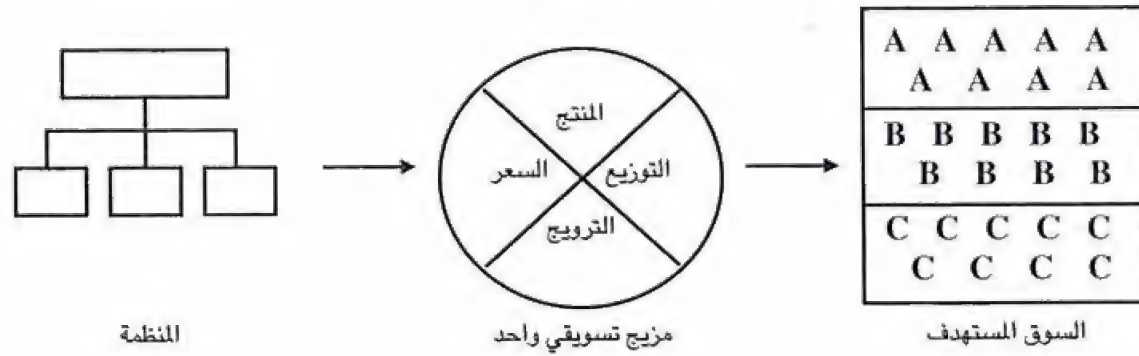 A A A A A
A A A A
B B B B B
B B B B
C C C C C
C C C C
المنتج
السعر
التوزيع
الترويج
المنظمة
مزيج تسويقي واحد
السوق المستهدف